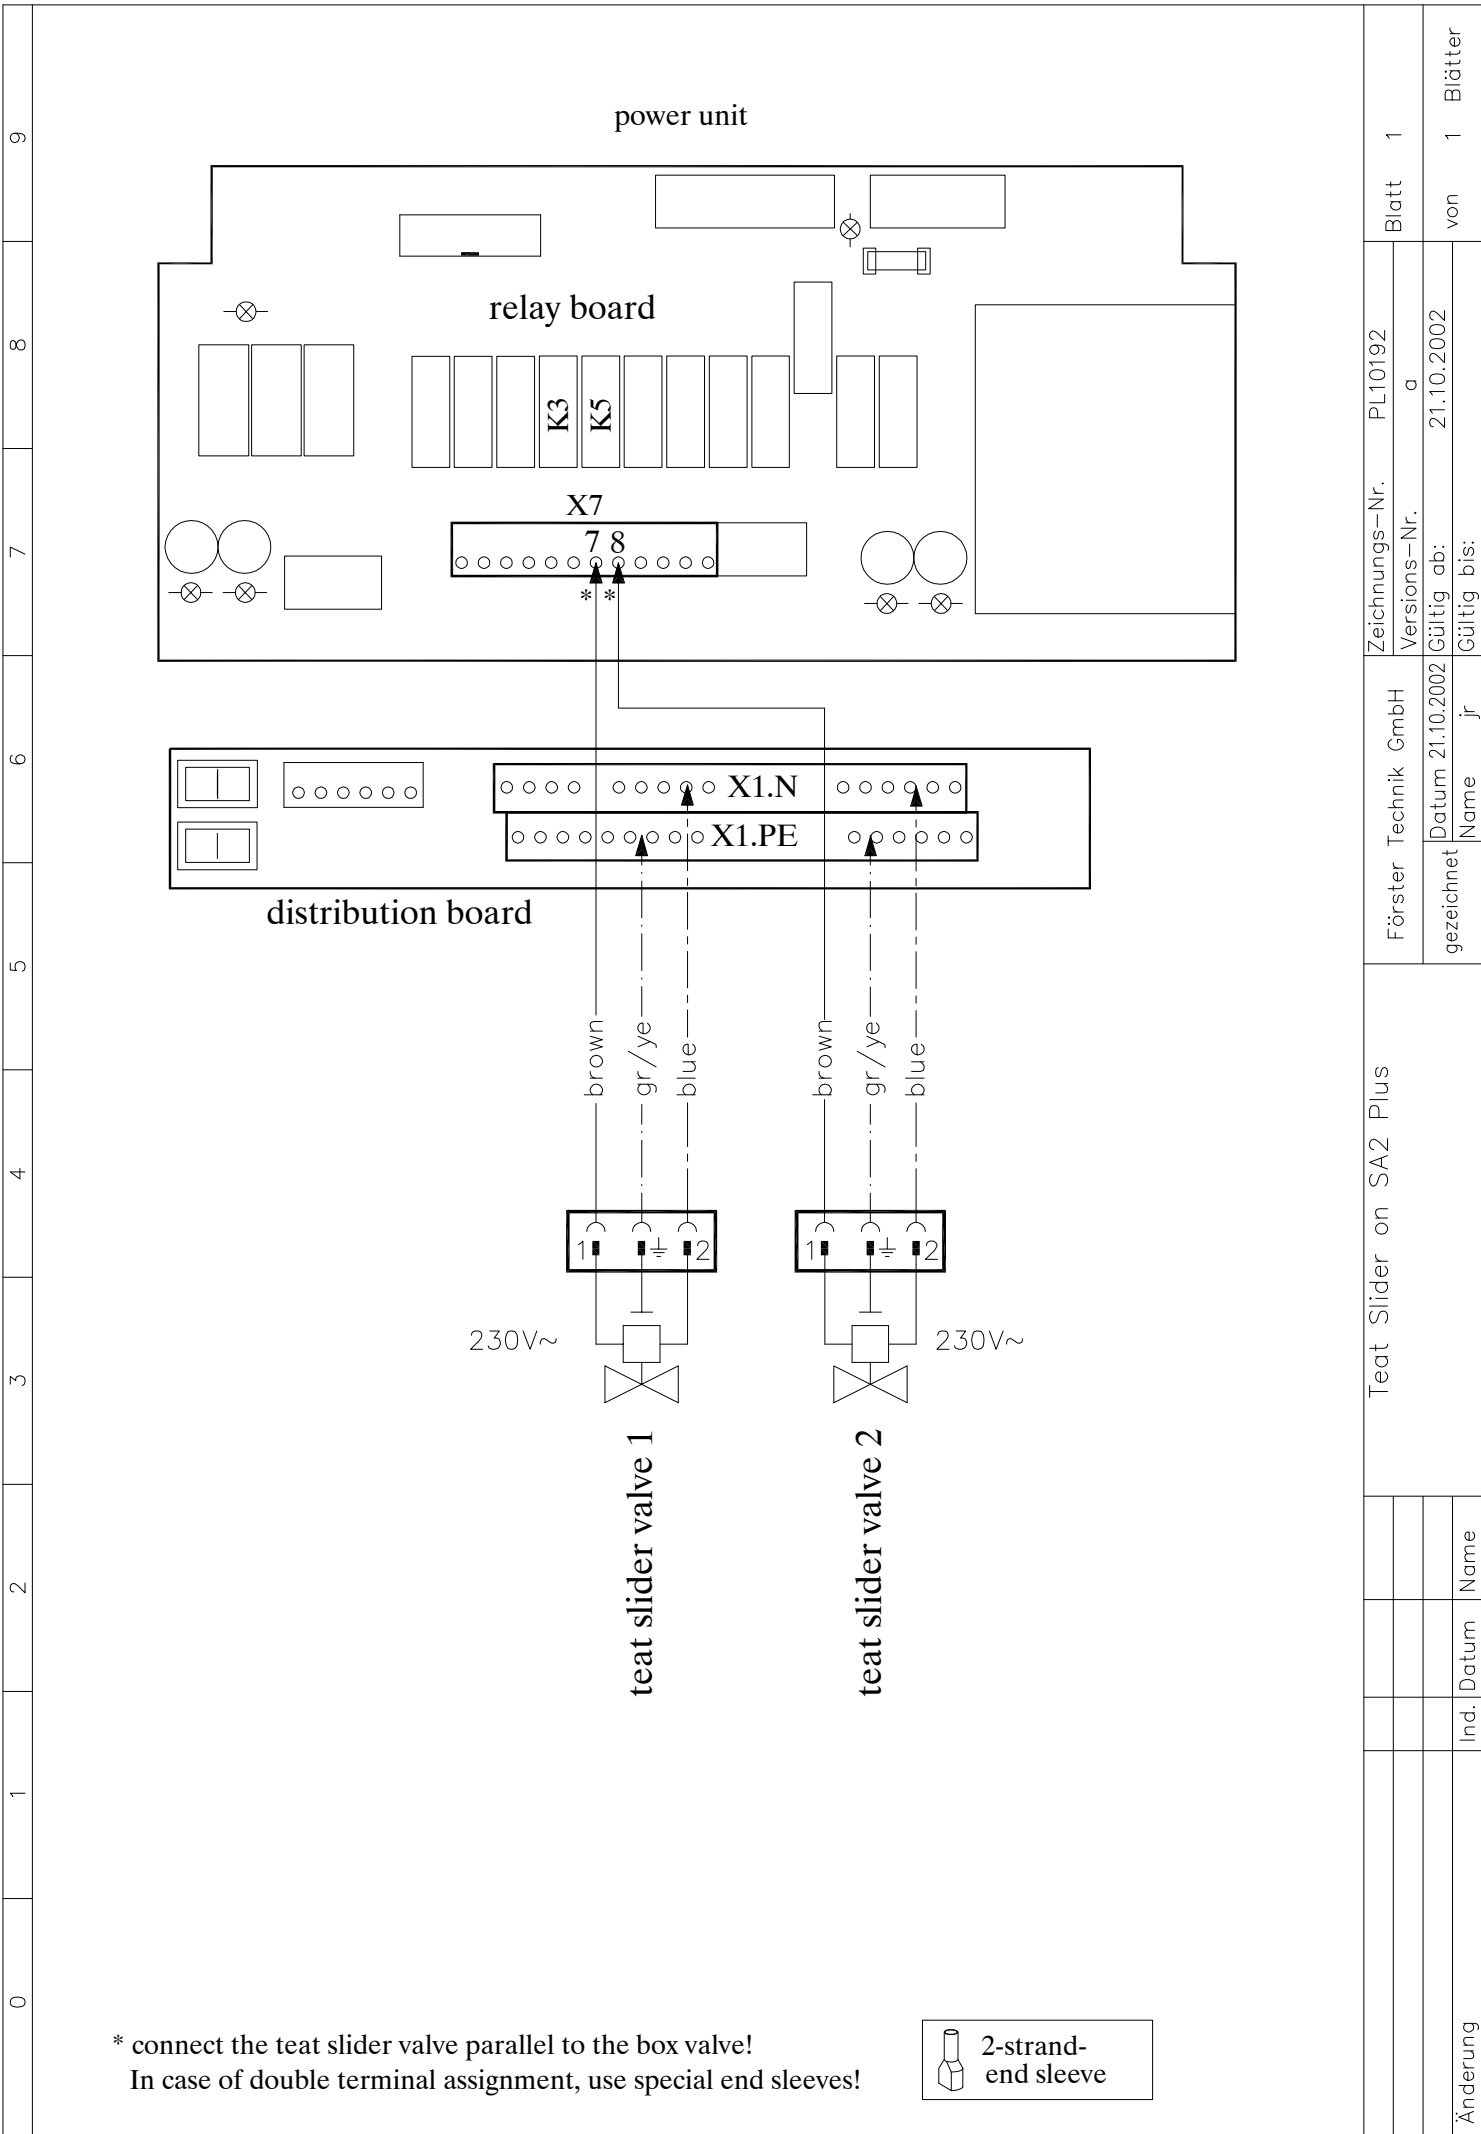 power unit
relay board
K3
K5
X7
7 8
* *
X1.N
X1.PE
distribution board
brown
gr/ye
blue
brown
gr/ye
blue
1
2
1
2
230V~
230V~
teat slider valve 1
teat slider valve 2
* connect the teat slider valve parallel to the box valve!
In case of double terminal assignment, use special end sleeves!
2-strand-
end sleeve
9
8
7
6
5
4
3
2
1
0
Änderung
Ind.
Datum
Name
Teat Slider on SA2 Plus
Förster Technik GmbH
gezeichnet
Datum 21.10.2002
Name jr
Zeichnungs-Nr. PL10192
Versions-Nr. a
Gültig ab: 21.10.2002
Gültig bis:
Blatt 1
von 1 Blätter